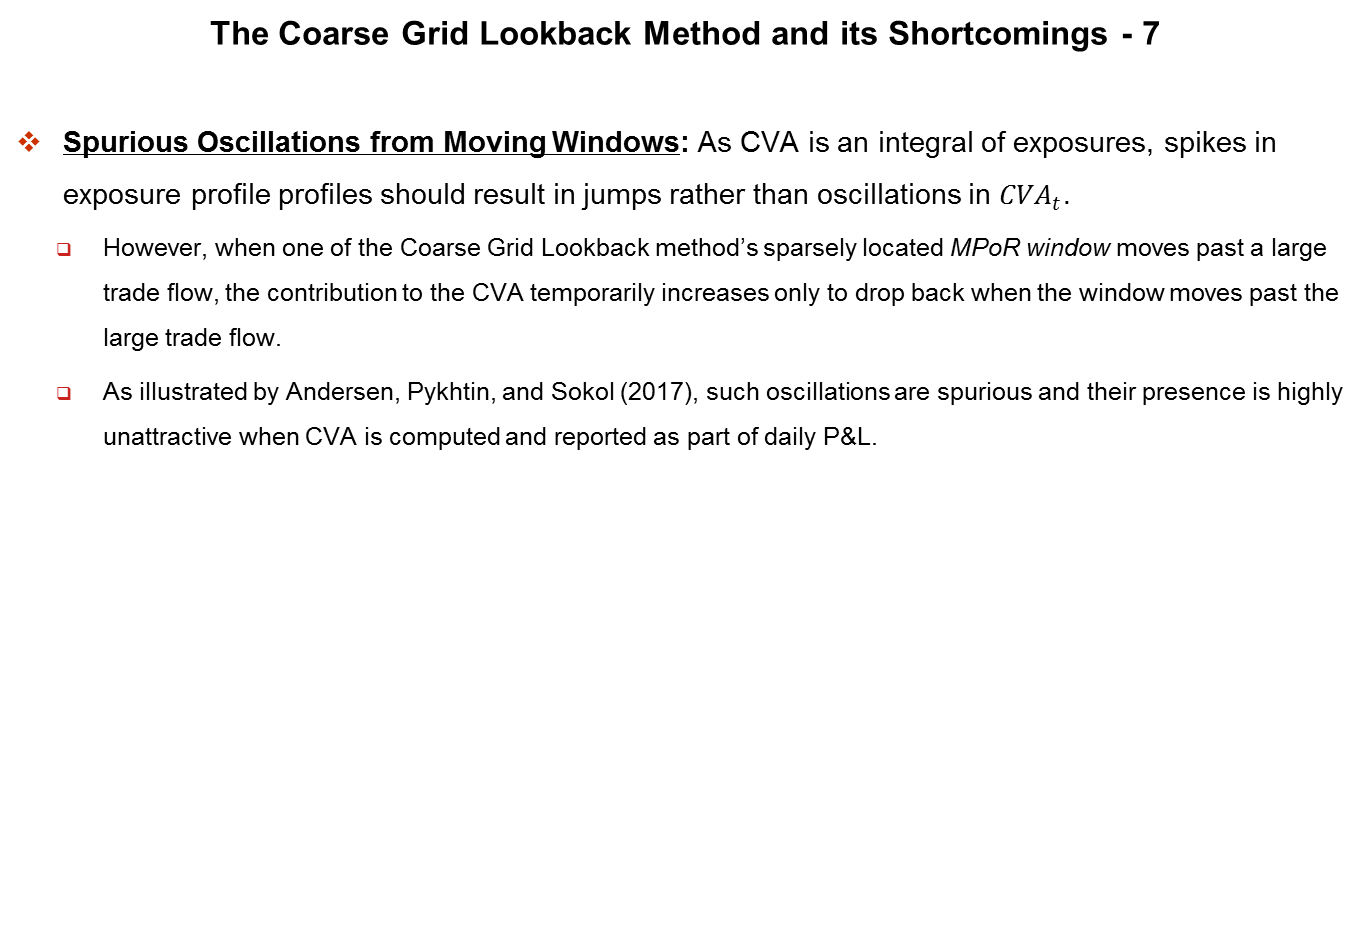 The Coarse Grid Lookback Method and its Shortcomings - 7
Spurious Oscillations from Moving Windows: As CVA is an integral of exposures, spikes in
exposure profile profiles should result in jumps rather than oscillations in CVAₜ.
However, when one of the Coarse Grid Lookback method’s sparsely located MPoR window moves past a large
trade flow, the contribution to the CVA temporarily increases only to drop back when the window moves past the
large trade flow.
As illustrated by Andersen, Pykhtin, and Sokol (2017), such oscillations are spurious and their presence is highly
unattractive when CVA is computed and reported as part of daily P&L.